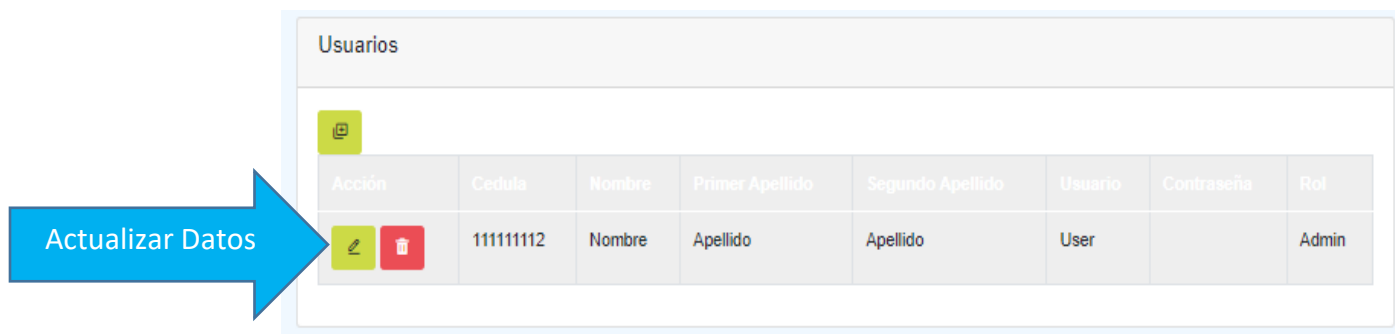 Usuarios
Acción Cedula Nombre Primer Apellido Segundo Apellido Usuario Contraseña Rol
Actualizar Datos
111111112 Nombre Apellido Apellido User Admin